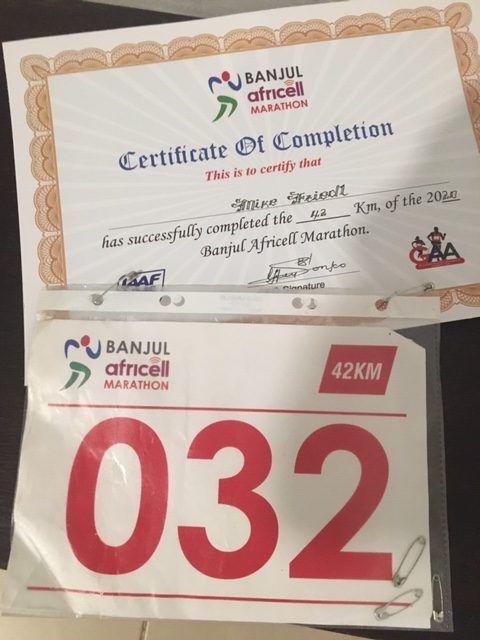 BANJUL
africell
MARATHON
Certificate Of Completion
This is to certify that
Mike Friedl
has successfully completed the 42 Km, of the 2020
Banjul Africell Marathon.
IAAF
GAA
Signature
BANJUL
africell
MARATHON
42KM
032